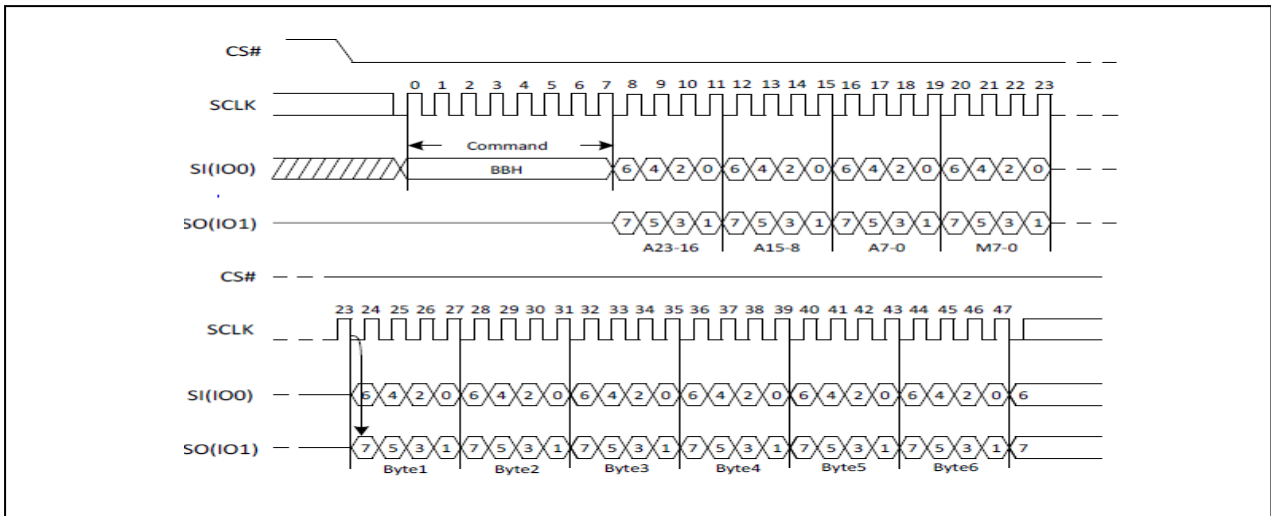 CS#
0 1 2 3 4 5 6 7 8 9 10 11 12 13 14 15 16 17 18 19 20 21 22 23
SCLK
Command
SI(IO0) BBH 6 4 2 0 6 4 2 0 6 4 2 0 6 4 2 0
SO(IO1) 7 5 3 1 7 5 3 1 7 5 3 1 7 5 3 1
A23-16 A15-8 A7-0 M7-0
CS#
23 24 25 26 27 28 29 30 31 32 33 34 35 36 37 38 39 40 41 42 43 44 45 46 47
SCLK
SI(IO0) 6 4 2 0 6 4 2 0 6 4 2 0 6 4 2 0 6 4 2 0 6 4 2 0 6
SO(IO1) 7 5 3 1 7 5 3 1 7 5 3 1 7 5 3 1 7 5 3 1 7 5 3 1 7
Byte1 Byte2 Byte3 Byte4 Byte5 Byte6